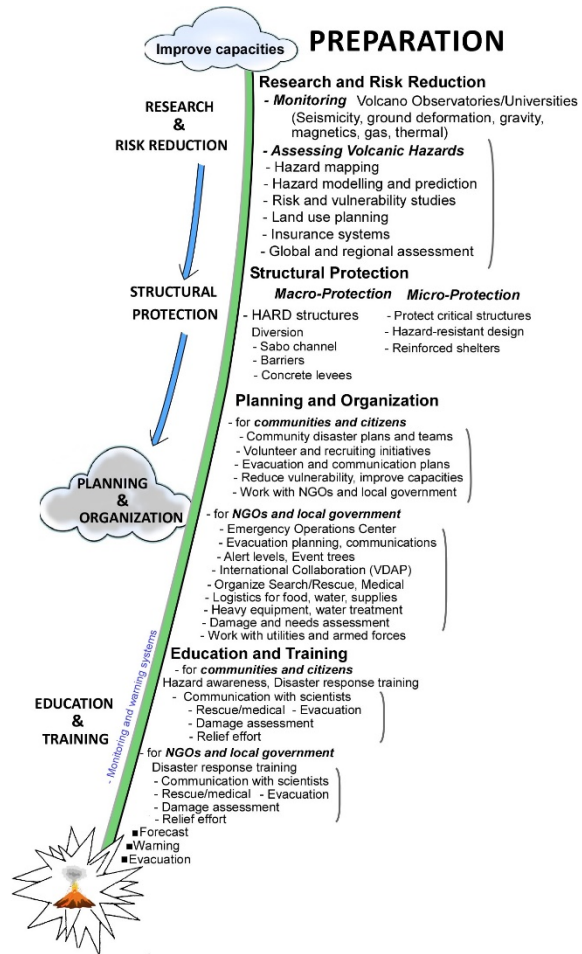 Improve capacities
PREPARATION
RESEARCH
&
RISK REDUCTION
Research and Risk Reduction
- Monitoring Volcano Observatories/Universities
(Seismicity, ground deformation, gravity,
magnetics, gas, thermal)
- Assessing Volcanic Hazards
- Hazard mapping
- Hazard modelling and prediction
- Risk and vulnerability studies
- Land use planning
- Insurance systems
- Global and regional assessment
STRUCTURAL
PROTECTION
Structural Protection
Macro-Protection
- HARD structures
Diversion
- Sabo channel
- Barriers
- Concrete levees
Micro-Protection
- Protect critical structures
- Hazard-resistant design
- Reinforced shelters
PLANNING
&
ORGANIZATION
Planning and Organization
- for communities and citizens
- Community disaster plans and teams
- Volunteer and recruiting initiatives
- Evacuation and communication plans
- Reduce vulnerability, improve capacities
- Work with NGOs and local government
- for NGOs and local government
- Emergency Operations Center
- Evacuation planning, communications
- Alert levels, Event trees
- International Collaboration (VDAP)
- Organize Search/Rescue, Medical
- Logistics for food, water, supplies
- Heavy equipment, water treatment
- Damage and needs assessment
- Work with utilities and armed forces
- Monitoring and warning systems
EDUCATION
&
TRAINING
Education and Training
- for communities and citizens
Hazard awareness, Disaster response training
- Communication with scientists
- Rescue/medical - Evacuation
- Damage assessment
- Relief effort
- for NGOs and local government
Disaster response training
- Communication with scientists
- Rescue/medical - Evacuation
- Damage assessment
- Relief effort
■Forecast
■Warning
■Evacuation